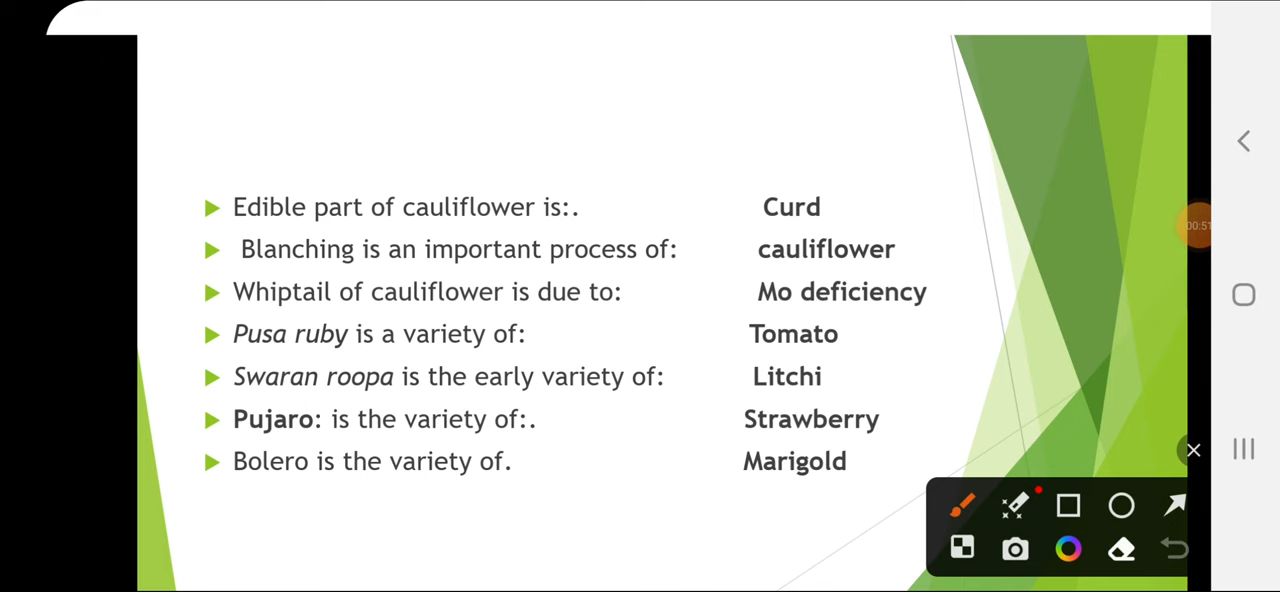 Edible part of cauliflower is:. Curd
Blanching is an important process of: cauliflower
Whiptail of cauliflower is due to: Mo deficiency
Pusa ruby is a variety of: Tomato
Swaran roopa is the early variety of: Litchi
Pujaro: is the variety of:. Strawberry
Bolero is the variety of. Marigold
00:51